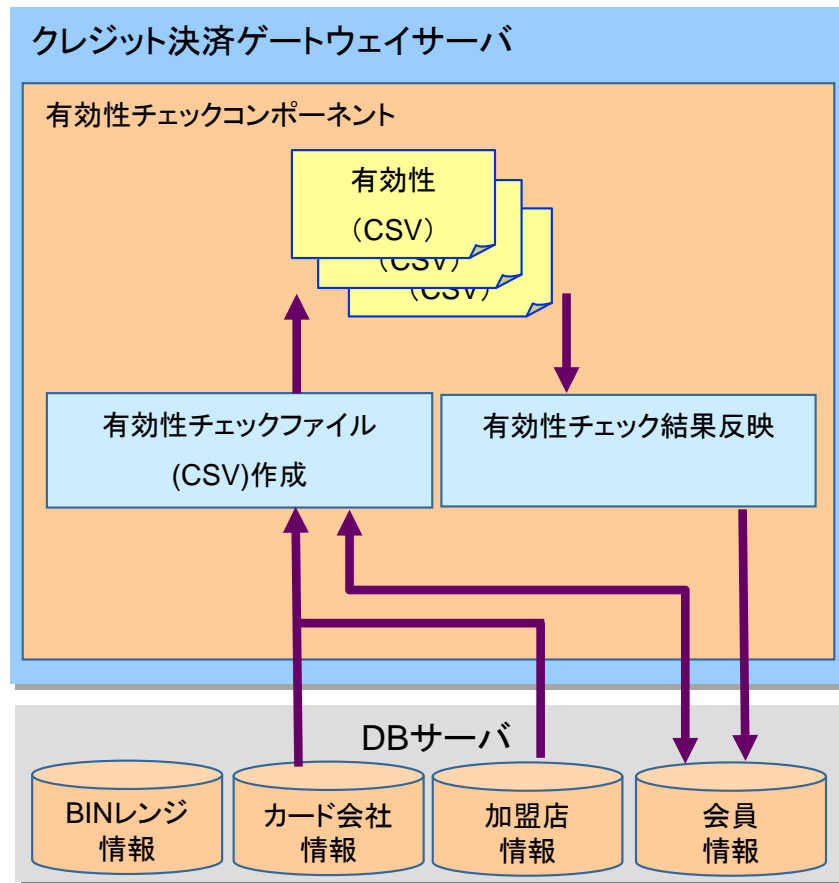 クレジット決済ゲートウェイサーバ
有効性チェックコンポーネント
有効性
（CSV）
（CSV）
（CSV）
有効性チェックファイル
(CSV)作成
有効性チェック結果反映
DBサーバ
BINレンジ
情報
カード会社
情報
加盟店
情報
会員
情報